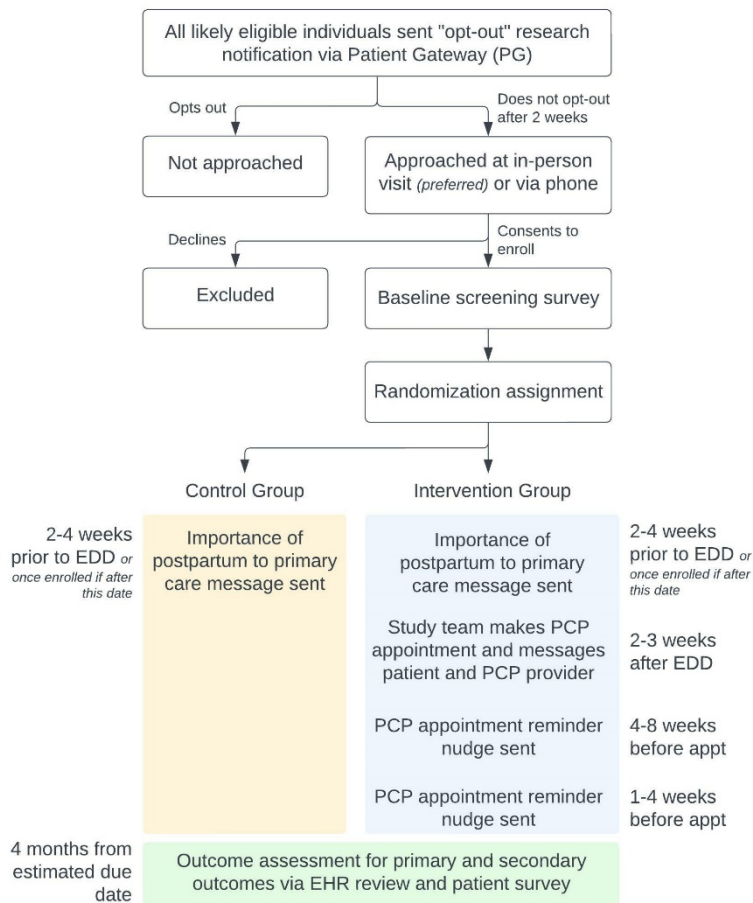 All likely eligible individuals sent "opt-out" research
notification via Patient Gateway (PG)
Opts out
Does not opt-out
after 2 weeks
Not approached
Approached at in-person
visit (preferred) or via phone
Declines
Consents to
enroll
Excluded
Baseline screening survey
Randomization assignment
Control Group
Intervention Group
2-4 weeks
prior to EDD or
once enrolled if after
this date
Importance of
postpartum to primary
care message sent
Importance of
postpartum to primary
care message sent
2-4 weeks
prior to EDD or
once enrolled if after
this date
Study team makes PCP
appointment and messages
patient and PCP provider
2-3 weeks
after EDD
PCP appointment reminder
nudge sent
4-8 weeks
before appt
PCP appointment reminder
nudge sent
1-4 weeks
before appt
4 months from
estimated due
date
Outcome assessment for primary and secondary
outcomes via EHR review and patient survey